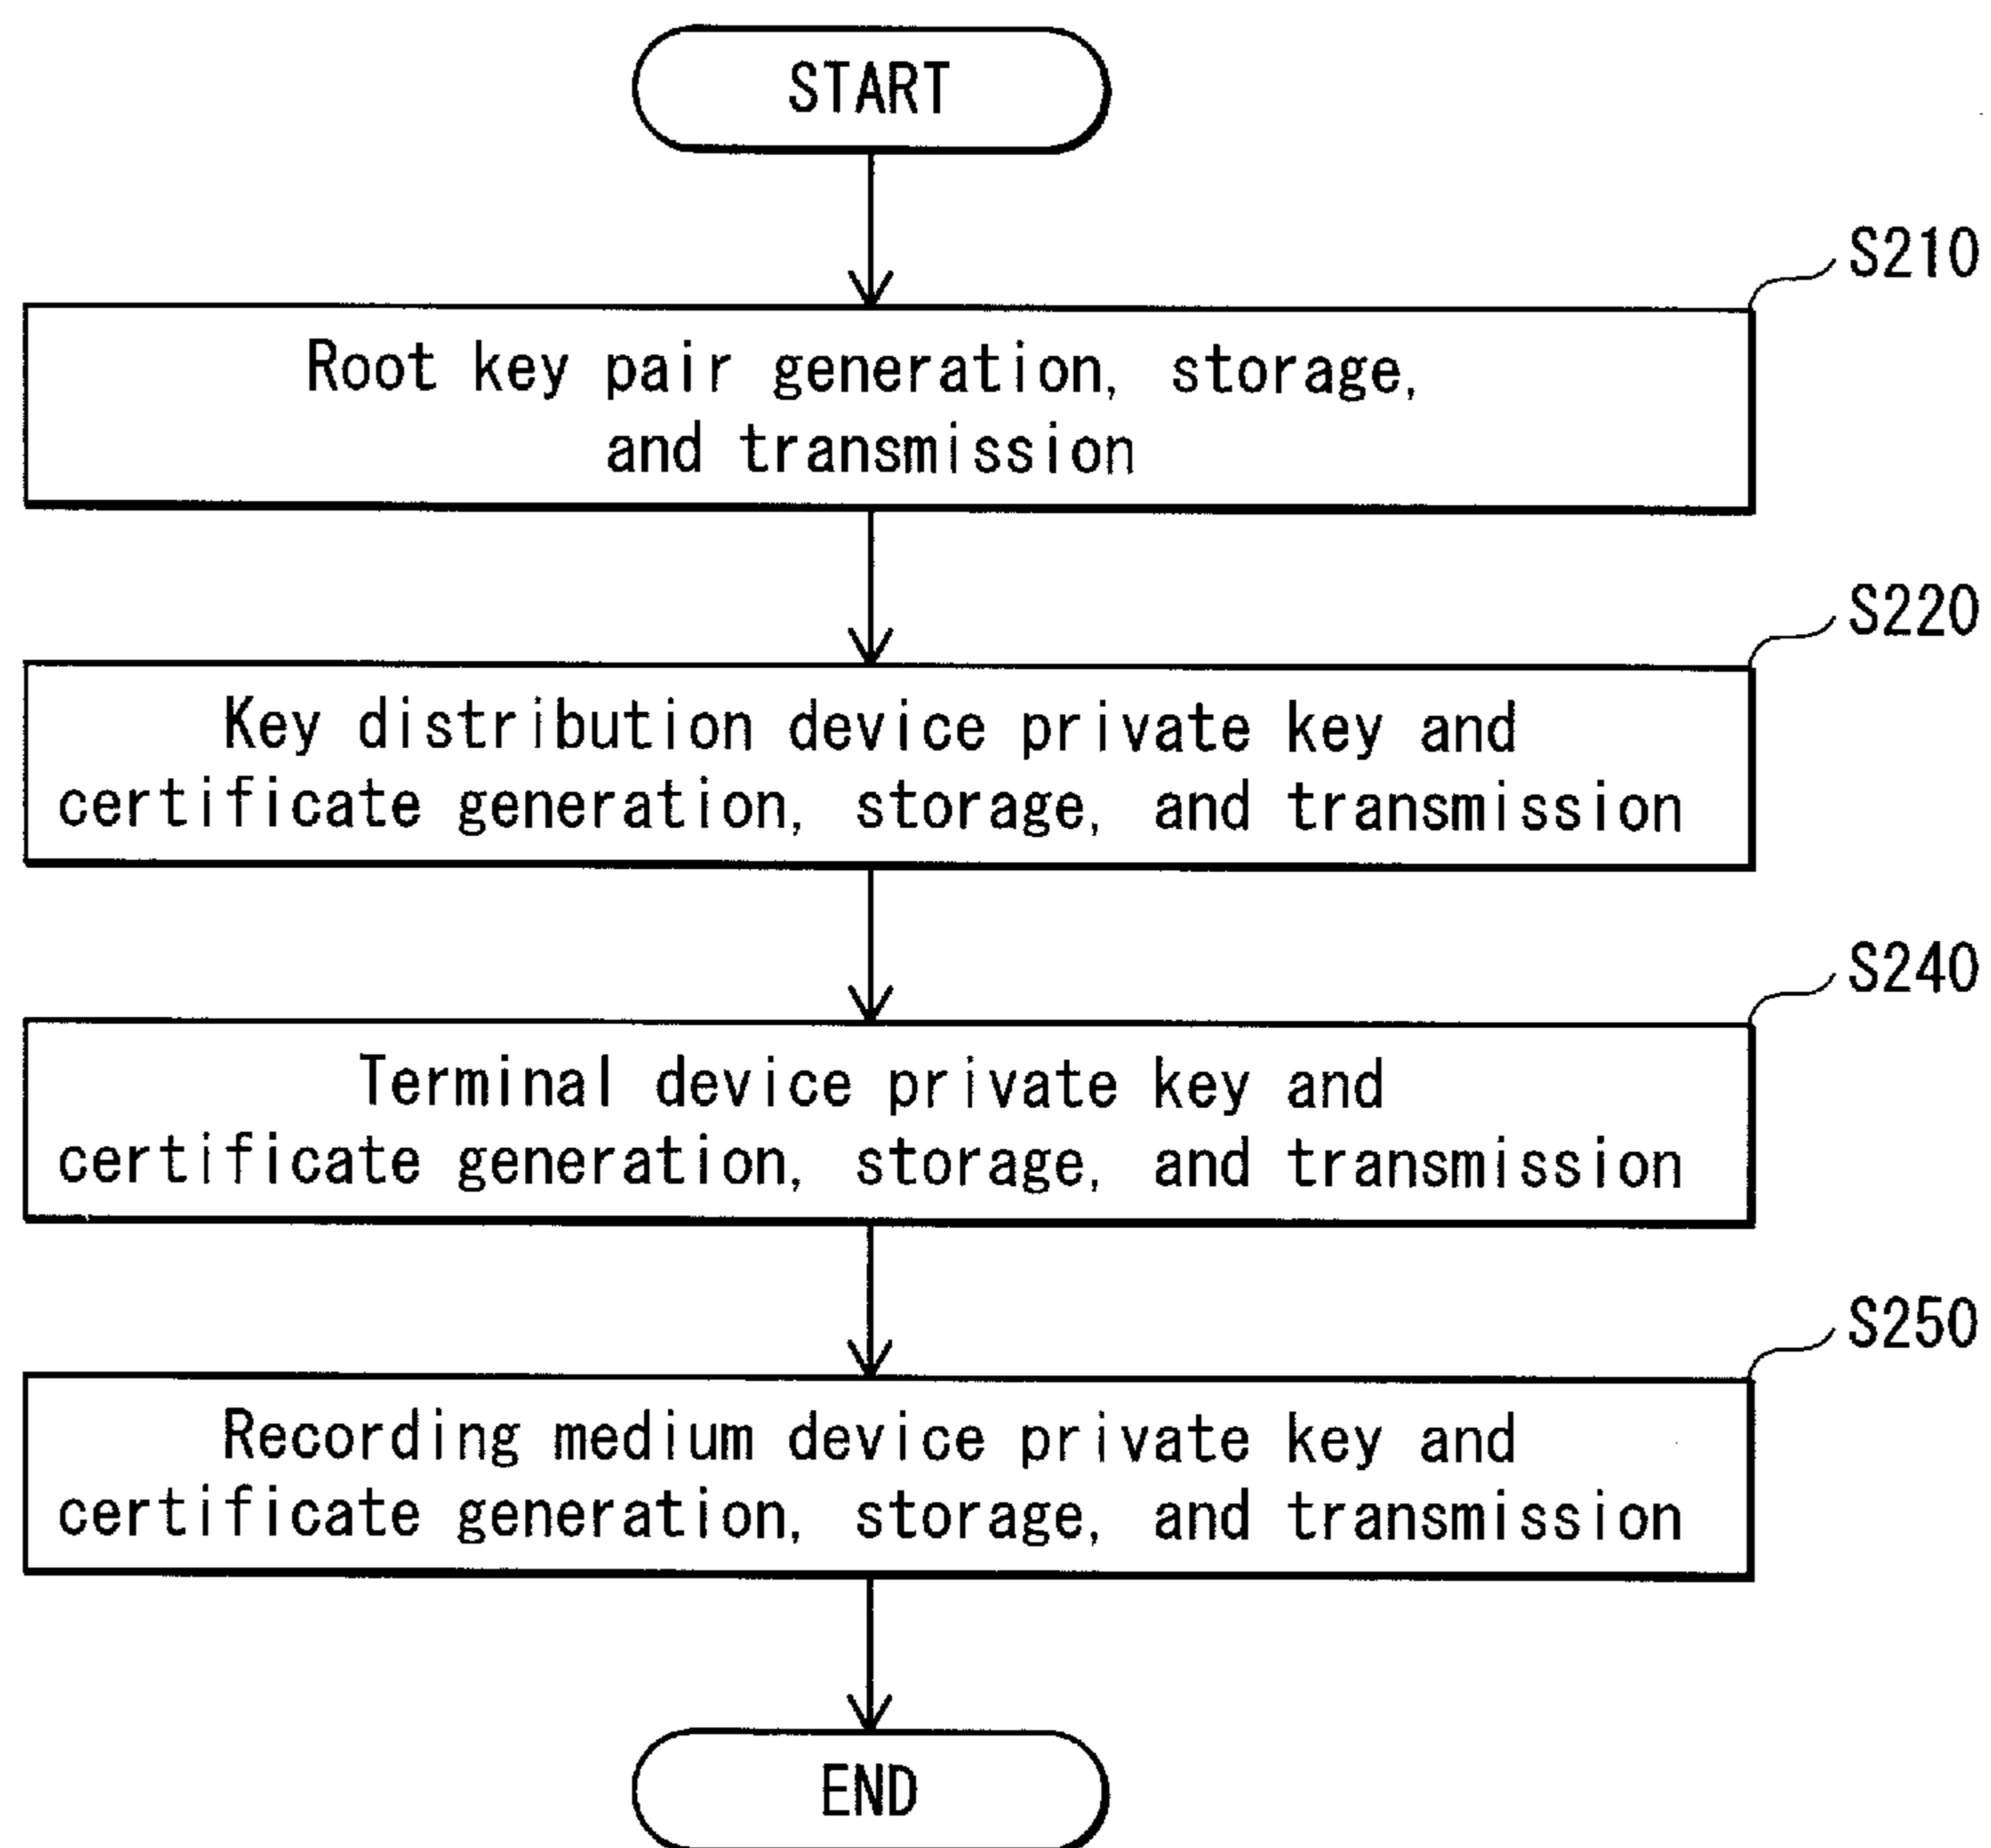 START
S210
Root key pair generation, storage,
and transmission
S220
Key distribution device private key and
certificate generation, storage, and transmission
S240
Terminal device private key and
certificate generation, storage, and transmission
S250
Recording medium device private key and
certificate generation, storage, and transmission
END